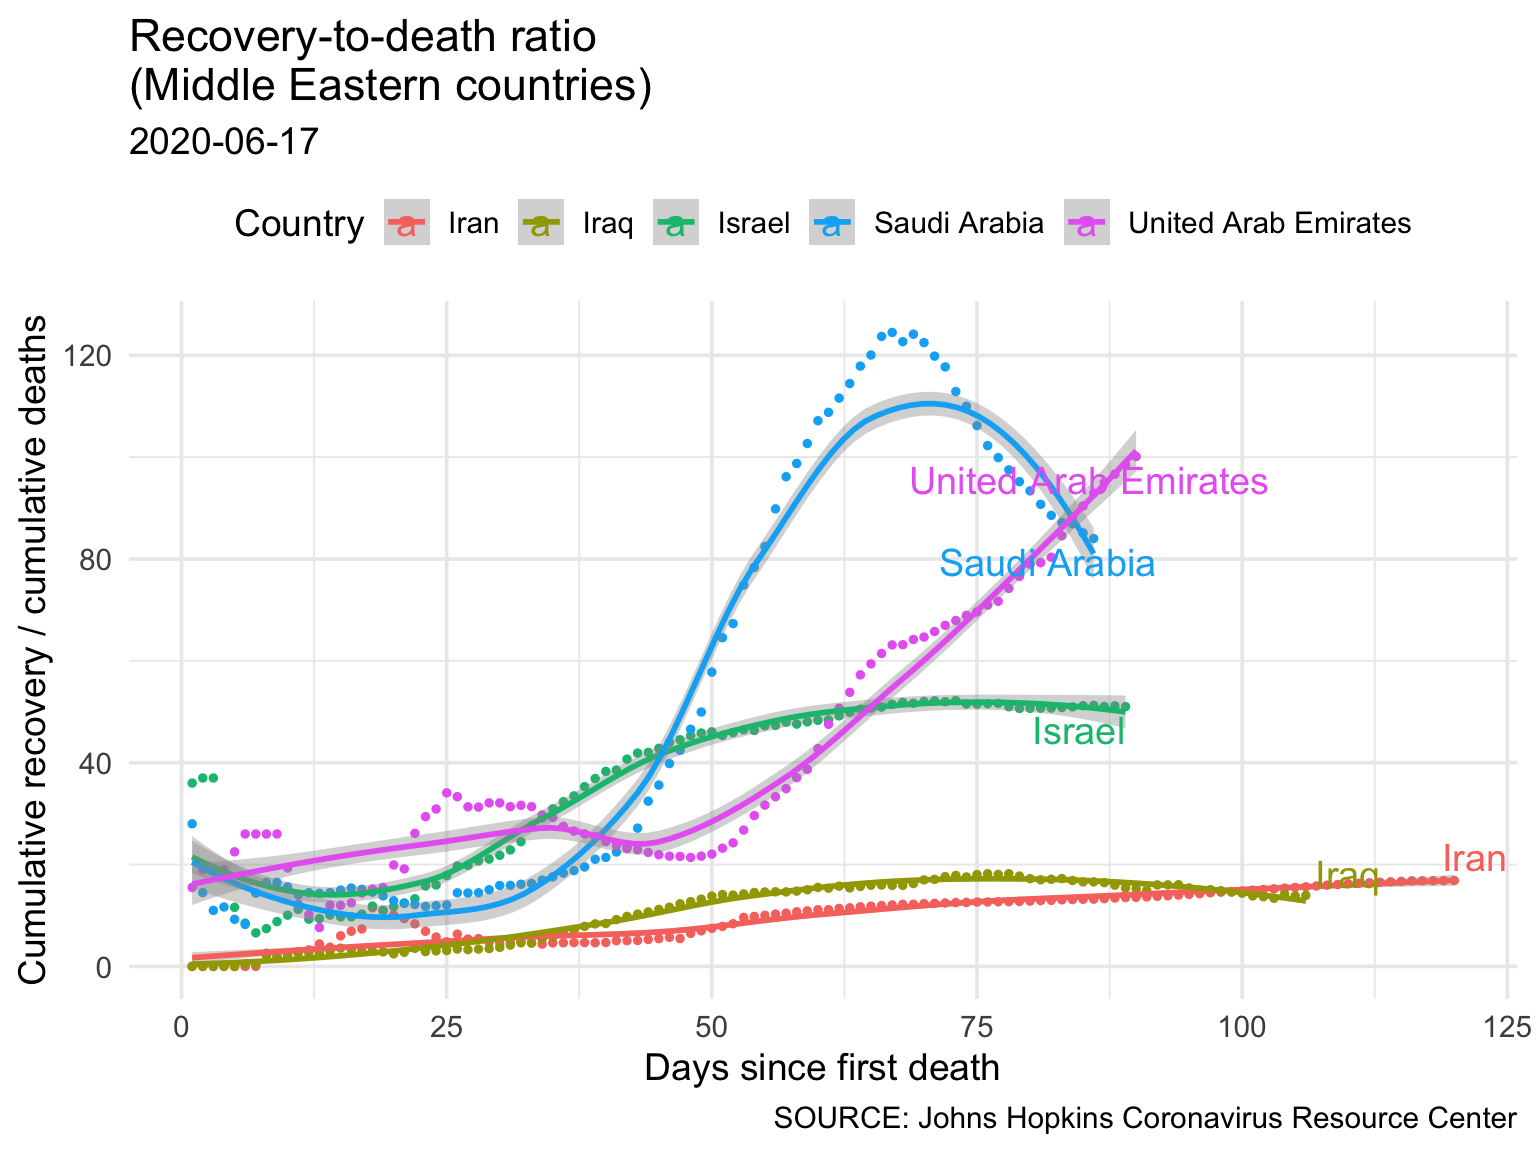 Recovery-to-death ratio
(Middle Eastern countries)
2020-06-17
Country a Iran a Iraq a Israel a Saudi Arabia a United Arab Emirates
Cumulative recovery / cumulative deaths
120
80
40
0
United Arab Emirates
Saudi Arabia
Israel
Iran
Iraq
0 25 50 75 100 125
Days since first death
SOURCE: Johns Hopkins Coronavirus Resource Center